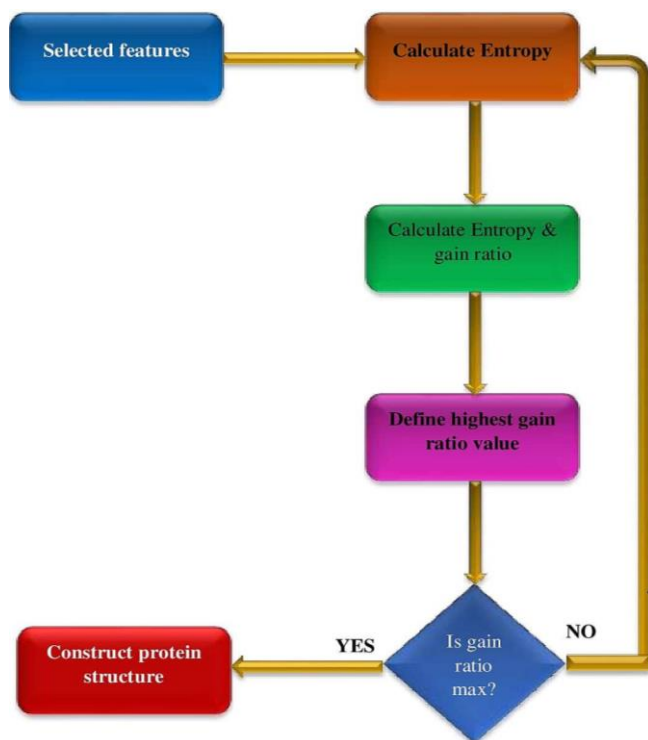 Selected features
Calculate Entropy
Calculate Entropy &
gain ratio
Define highest gain
ratio value
Is gain
ratio
max?
YES
NO
Construct protein
structure